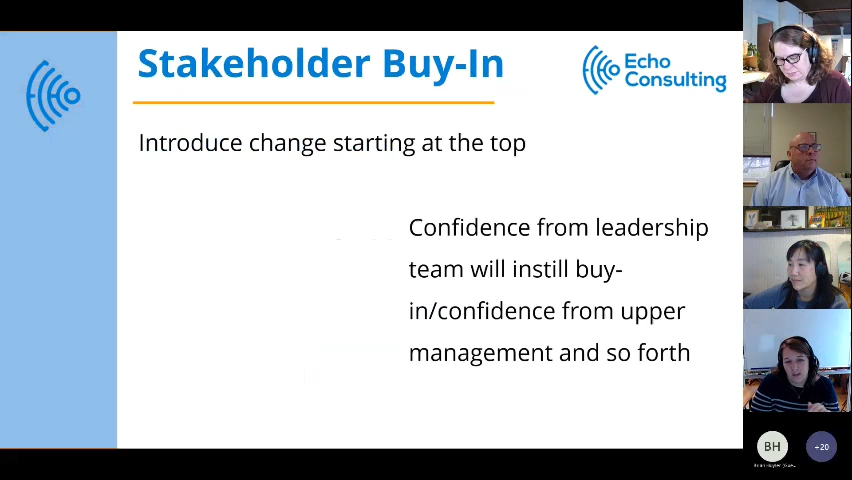 Stakeholder Buy-In
Echo
Consulting
Introduce change starting at the top
Confidence from leadership
team will instill buy-
in/confidence from upper
management and so forth
BH
+20